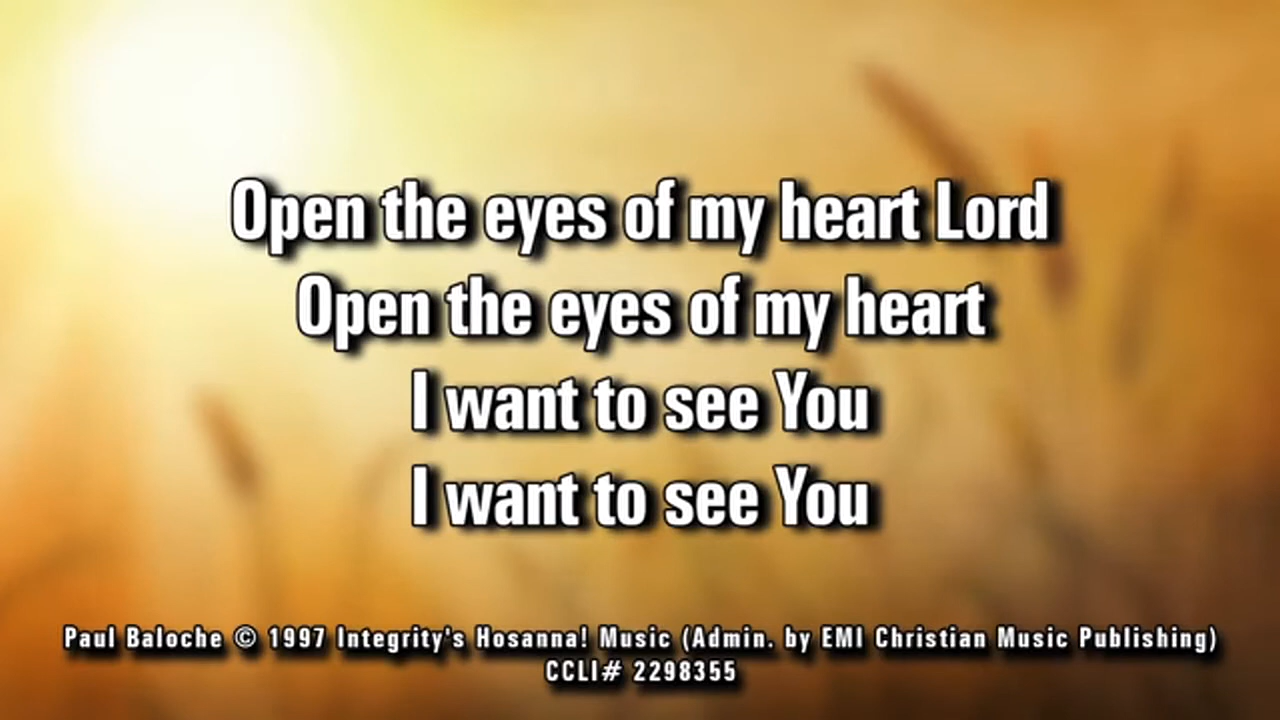 Open the eyes of my heart Lord
Open the eyes of my heart
I want to see You
I want to see You
Paul Baloche © 1997 Integrity's Hosanna! Music (Admin. by EMI Christian Music Publishing)
CCLI# 2298355